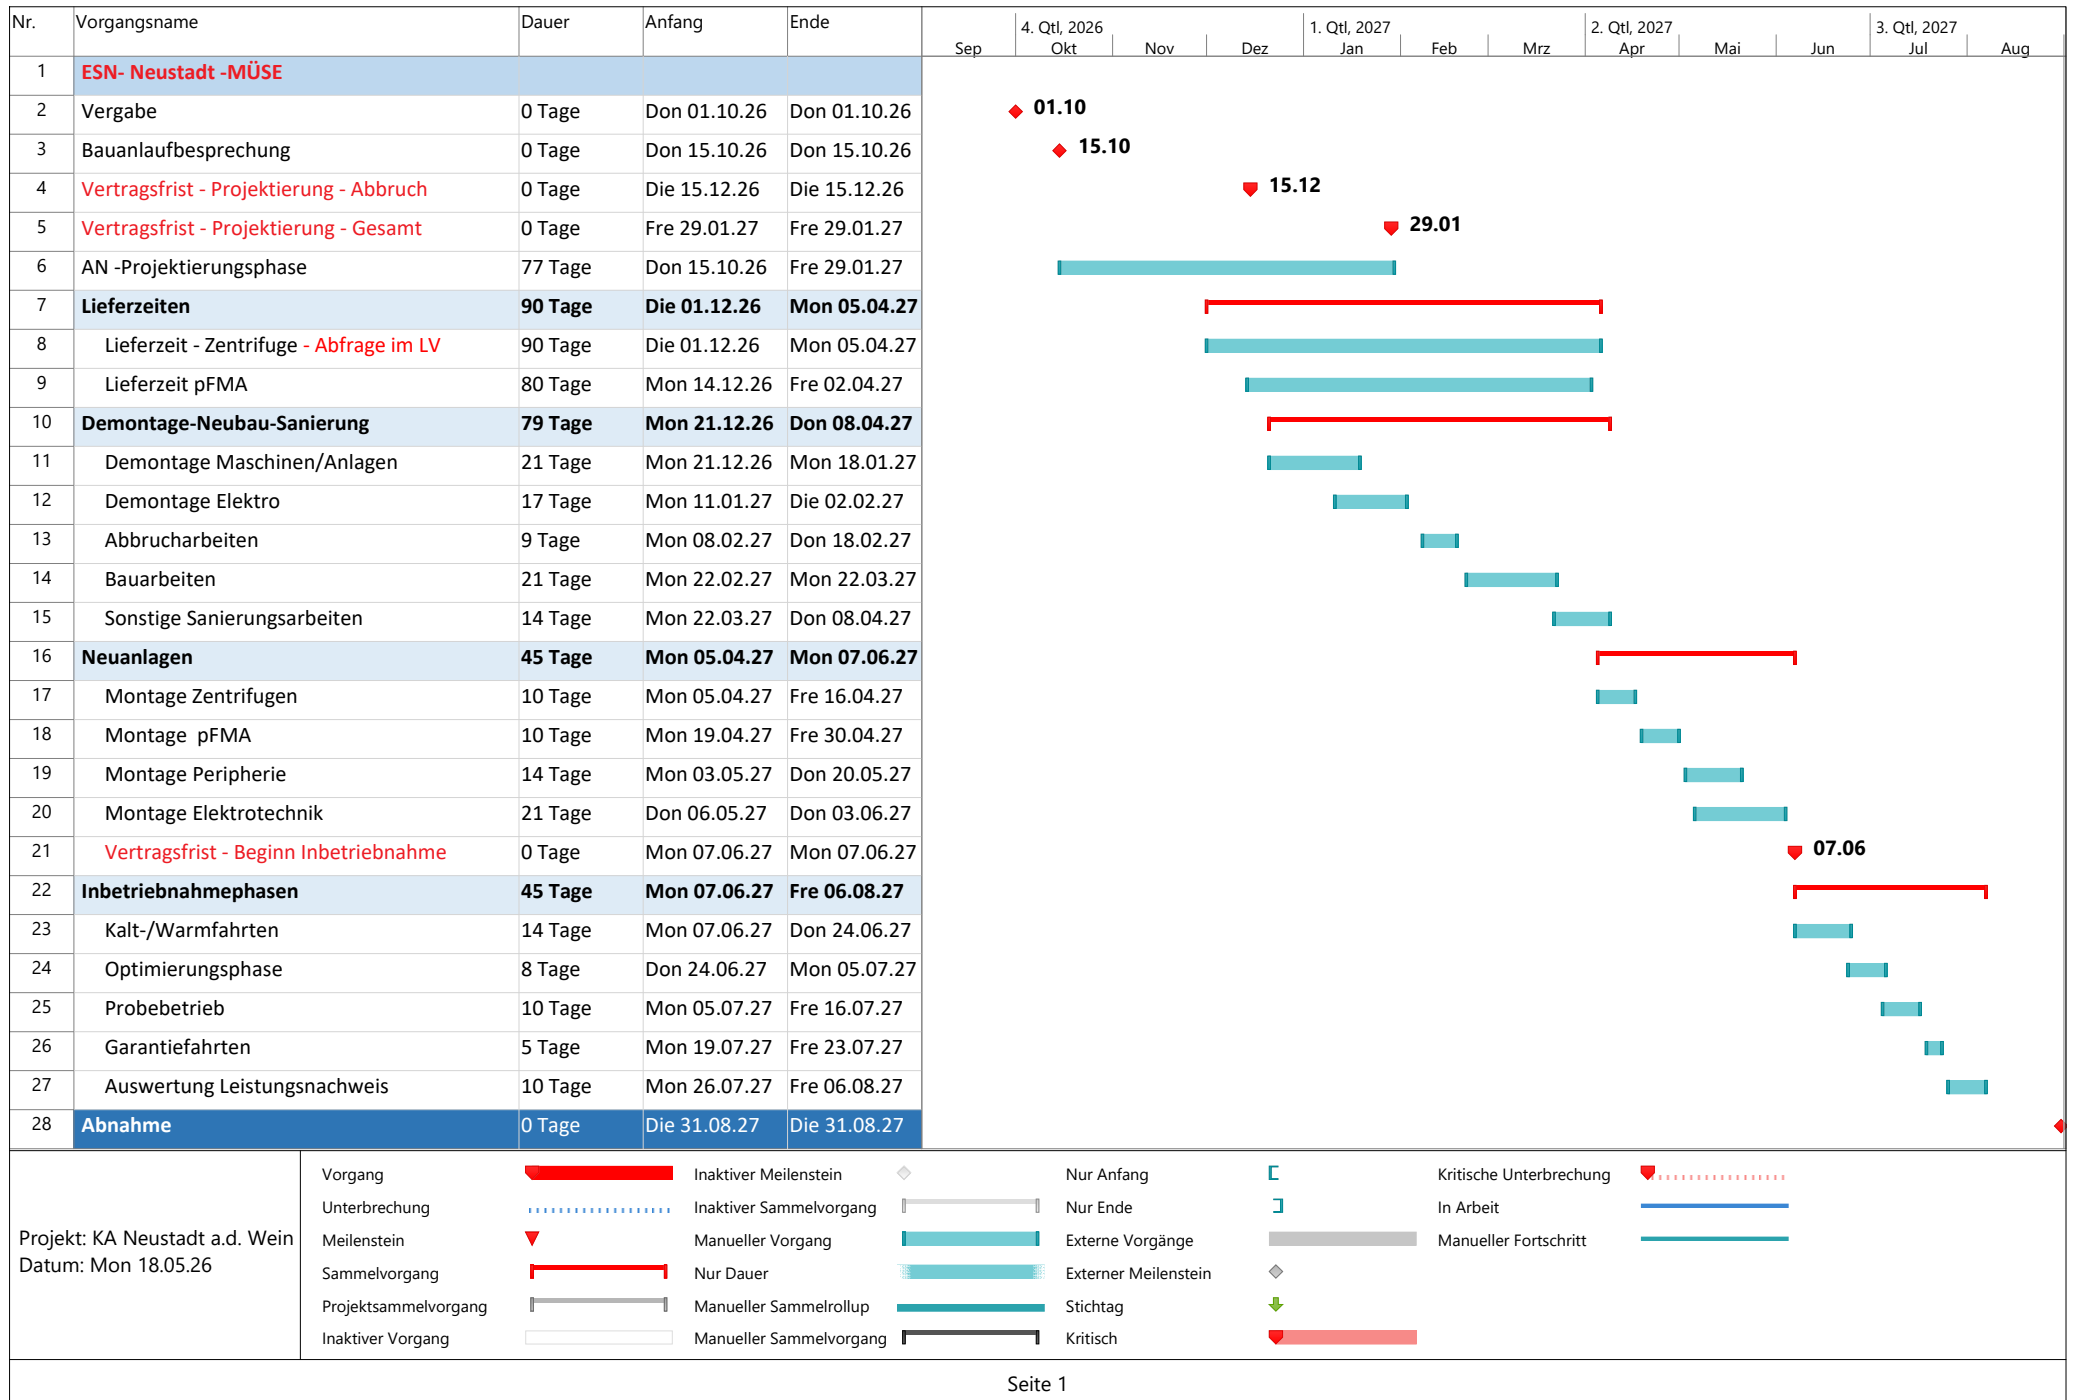 Nr. Vorgangsname Dauer Anfang Ende
4. Qtl, 2026 1. Qtl, 2027 2. Qtl, 2027 3. Qtl, 2027
Sep Okt Nov Dez Jan Feb Mrz Apr Mai Jun Jul Aug
1 ESN- Neustadt -MÜSE
2 Vergabe 0 Tage Don 01.10.26 Don 01.10.26 01.10
3 Bauanlaufbesprechung 0 Tage Don 15.10.26 Don 15.10.26 15.10
4 Vertragsfrist - Projektierung - Abbruch 0 Tage Die 15.12.26 Die 15.12.26 15.12
5 Vertragsfrist - Projektierung - Gesamt 0 Tage Fre 29.01.27 Fre 29.01.27 29.01
6 AN -Projektierungsphase 77 Tage Don 15.10.26 Fre 29.01.27
7 Lieferzeiten 90 Tage Die 01.12.26 Mon 05.04.27
8 Lieferzeit - Zentrifuge - Abfrage im LV 90 Tage Die 01.12.26 Mon 05.04.27
9 Lieferzeit pFMA 80 Tage Mon 14.12.26 Fre 02.04.27
10 Demontage-Neubau-Sanierung 79 Tage Mon 21.12.26 Don 08.04.27
11 Demontage Maschinen/Anlagen 21 Tage Mon 21.12.26 Mon 18.01.27
12 Demontage Elektro 17 Tage Mon 11.01.27 Die 02.02.27
13 Abbrucharbeiten 9 Tage Mon 08.02.27 Don 18.02.27
14 Bauarbeiten 21 Tage Mon 22.02.27 Mon 22.03.27
15 Sonstige Sanierungsarbeiten 14 Tage Mon 22.03.27 Don 08.04.27
16 Neuanlagen 45 Tage Mon 05.04.27 Mon 07.06.27
17 Montage Zentrifugen 10 Tage Mon 05.04.27 Fre 16.04.27
18 Montage  pFMA 10 Tage Mon 19.04.27 Fre 30.04.27
19 Montage Peripherie 14 Tage Mon 03.05.27 Don 20.05.27
20 Montage Elektrotechnik 21 Tage Don 06.05.27 Don 03.06.27
21 Vertragsfrist - Beginn Inbetriebnahme 0 Tage Mon 07.06.27 Mon 07.06.27 07.06
22 Inbetriebnahmephasen 45 Tage Mon 07.06.27 Fre 06.08.27
23 Kalt-/Warmfahrten 14 Tage Mon 07.06.27 Don 24.06.27
24 Optimierungsphase 8 Tage Don 24.06.27 Mon 05.07.27
25 Probebetrieb 10 Tage Mon 05.07.27 Fre 16.07.27
26 Garantiefahrten 5 Tage Mon 19.07.27 Fre 23.07.27
27 Auswertung Leistungsnachweis 10 Tage Mon 26.07.27 Fre 06.08.27
28 Abnahme 0 Tage Die 31.08.27 Die 31.08.27
Projekt: KA Neustadt a.d. Wein
Datum: Mon 18.05.26
Vorgang
Unterbrechung
Meilenstein
Sammelvorgang
Projektsammelvorgang
Inaktiver Vorgang
Inaktiver Meilenstein
Inaktiver Sammelvorgang
Manueller Vorgang
Nur Dauer
Manueller Sammelrollup
Manueller Sammelvorgang
Nur Anfang
Nur Ende
Externe Vorgänge
Externer Meilenstein
Stichtag
Kritisch
Kritische Unterbrechung
In Arbeit
Manueller Fortschritt
Seite 1